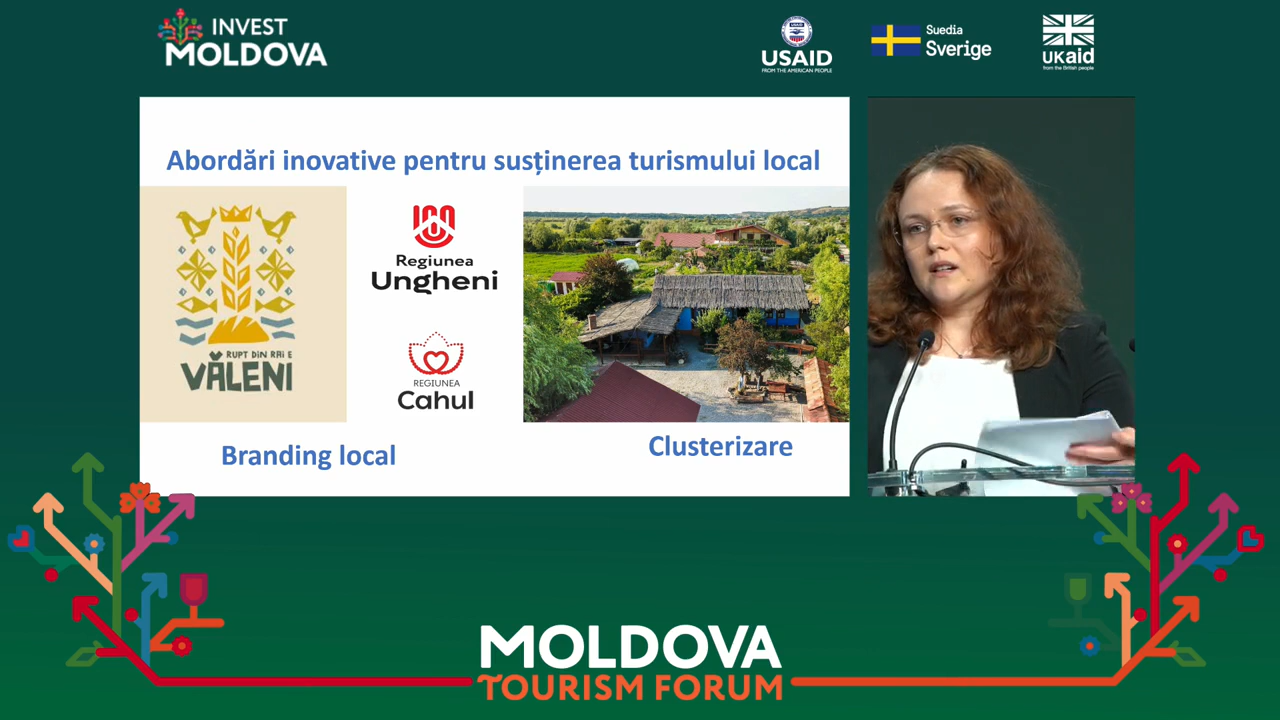 INVEST
MOLDOVA
USAID
FROM THE AMERICAN PEOPLE
Suedia
Sverige
UKaid
from the British people
Abordări inovative pentru susținerea turismului local
RUPT DIN RAI E
VĂLENI
Regiunea
Ungheni
REGIUNEA
Cahul
Branding local
Clusterizare
MOLDOVA
TOURISM FORUM